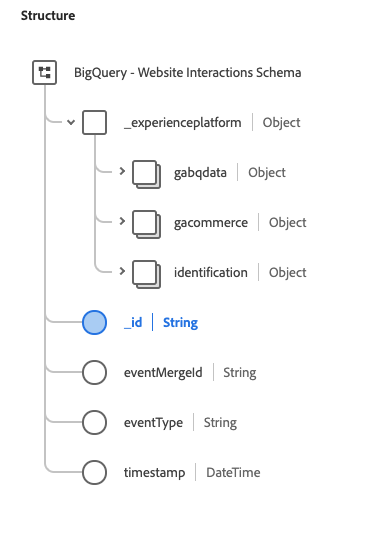 Structure
BigQuery - Website Interactions Schema
_experienceplatform | Object
gabqdata | Object
gacommerce | Object
identification | Object
_id | String
eventMergeId | String
eventType | String
timestamp | DateTime